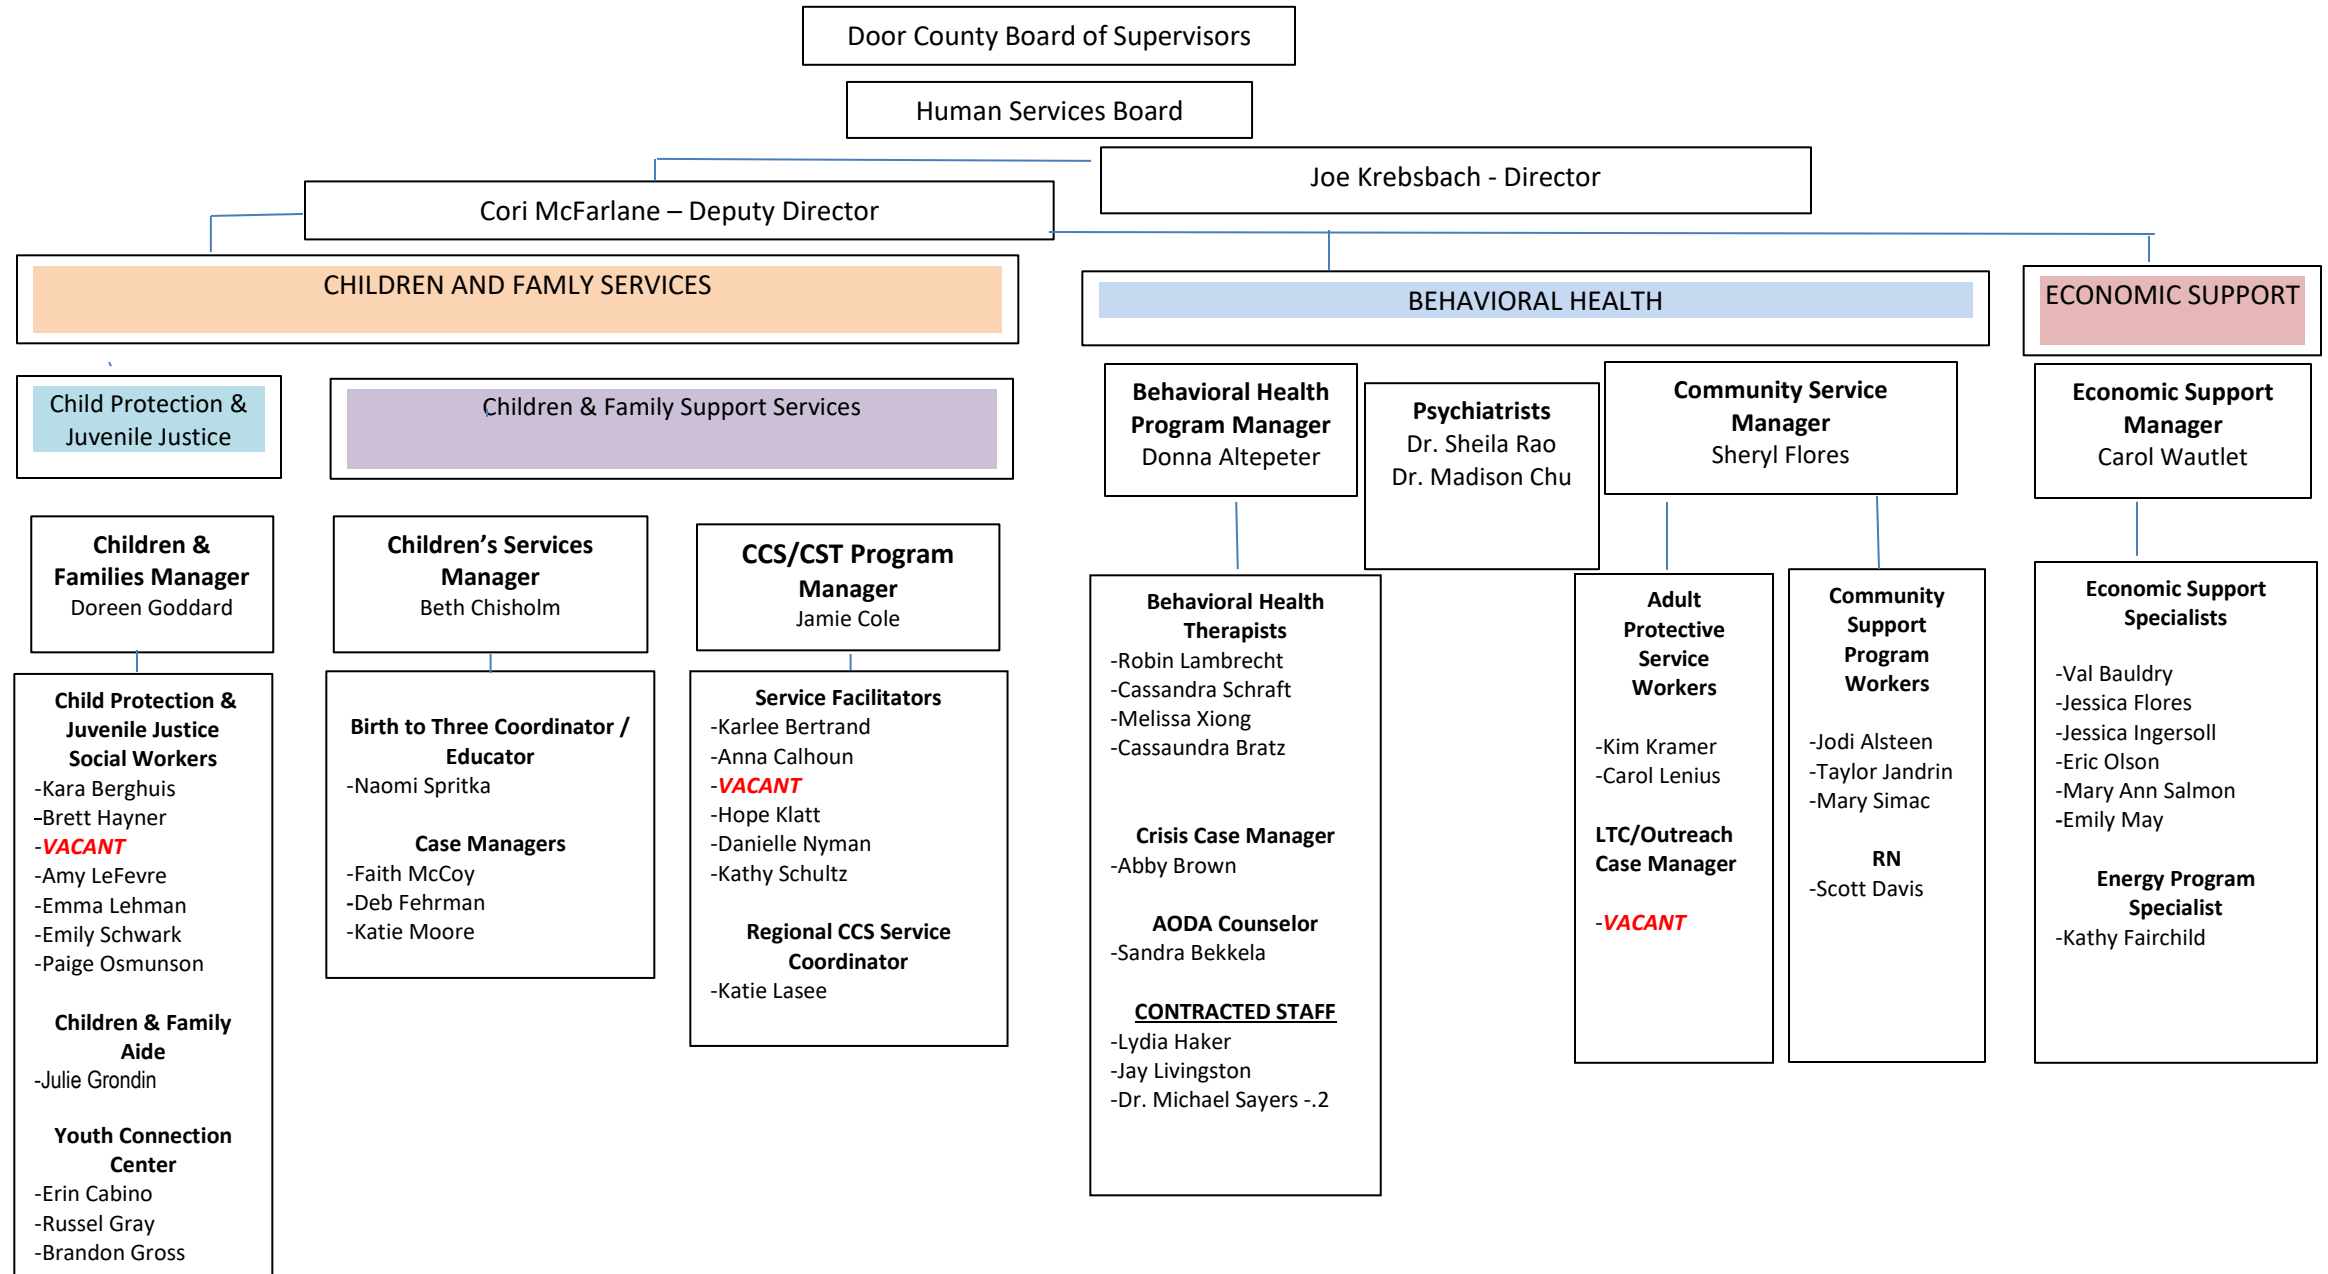 Door County Board of Supervisors
Human Services Board
Joe Krebsbach - Director
Cori McFarlane – Deputy Director
CHILDREN AND FAMLY SERVICES
BEHAVIORAL HEALTH
ECONOMIC SUPPORT
Child Protection &
Juvenile Justice
Children & Family Support Services
Children &
Families Manager
Doreen Goddard
Child Protection &
Juvenile Justice
Social Workers
-Kara Berghuis
-Brett Hayner
-VACANT
-Amy LeFevre
-Emma Lehman
-Emily Schwark
-Paige Osmunson
Children & Family
Aide
-Julie Grondin
Youth Connection
Center
-Erin Cabino
-Russel Gray
-Brandon Gross
Children’s Services
Manager
Beth Chisholm
Birth to Three Coordinator /
Educator
-Naomi Spritka
Case Managers
-Faith McCoy
-Deb Fehrman
-Katie Moore
CCS/CST Program
Manager
Jamie Cole
Service Facilitators
-Karlee Bertrand
-Anna Calhoun
-VACANT
-Hope Klatt
-Danielle Nyman
-Kathy Schultz
Regional CCS Service
Coordinator
-Katie Lasee
Behavioral Health
Program Manager
Donna Altepeter
Behavioral Health
Therapists
-Robin Lambrecht
-Cassandra Schraft
-Melissa Xiong
-Cassaundra Bratz
Crisis Case Manager
-Abby Brown
AODA Counselor
-Sandra Bekkela
CONTRACTED STAFF
-Lydia Haker
-Jay Livingston
-Dr. Michael Sayers -.2
Psychiatrists
Dr. Sheila Rao
Dr. Madison Chu
Community Service
Manager
Sheryl Flores
Adult
Protective
Service
Workers
-Kim Kramer
-Carol Lenius
LTC/Outreach
Case Manager
-VACANT
Community
Support
Program
Workers
-Jodi Alsteen
-Taylor Jandrin
-Mary Simac
RN
-Scott Davis
Economic Support
Manager
Carol Wautlet
Economic Support
Specialists
-Val Bauldry
-Jessica Flores
-Jessica Ingersoll
-Eric Olson
-Mary Ann Salmon
-Emily May
Energy Program
Specialist
-Kathy Fairchild